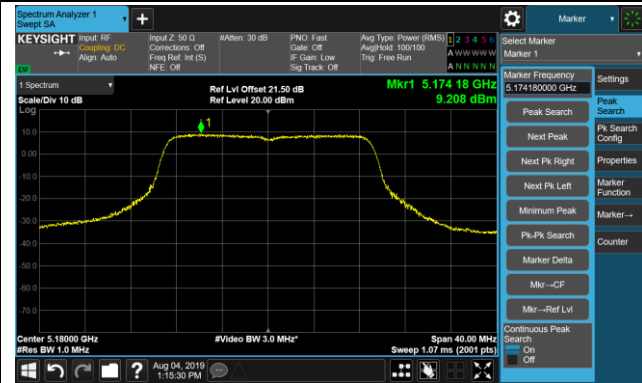 Spectrum Analyzer 1
Swept SA
Marker
KEYSIGHT
Input: RF
Coupling: DC
Align: Auto
Input Z: 50 Ω
Corrections: Off
Freq Ref: Int (S)
NFE: Off
#Atten: 30 dB
PNO: Fast
Gate: Off
IF Gain: Low
Sig Track: Off
Avg Type: Power (RMS)
Avg|Hold: 100/100
Trig: Free Run
1 2 3 4 5 6
A W W W W W
A N N N N N
Select Marker
Marker 1
LXI
1 Spectrum
Scale/Div 10 dB
Log
Ref Lvl Offset 21.50 dB
Ref Level 20.00 dBm
Mkr1 5.174 18 GHz
9.208 dBm
1
10.0
0.00
-10.0
-20.0
-30.0
-40.0
-50.0
-60.0
-70.0
Center 5.18000 GHz
#Res BW 1.0 MHz
#Video BW 3.0 MHz*
Span 40.00 MHz
Sweep 1.07 ms (2001 pts)
Marker Frequency
5.174180000 GHz
Peak Search
Next Peak
Next Pk Right
Next Pk Left
Minimum Peak
Pk-Pk Search
Marker Delta
Mkr→CF
Mkr→Ref Lvl
Continuous Peak
Search
On
Off
Settings
Peak
Search
Pk Search
Config
Properties
Marker
Function
Marker→
Counter
Aug 04, 2019
1:15:30 PM